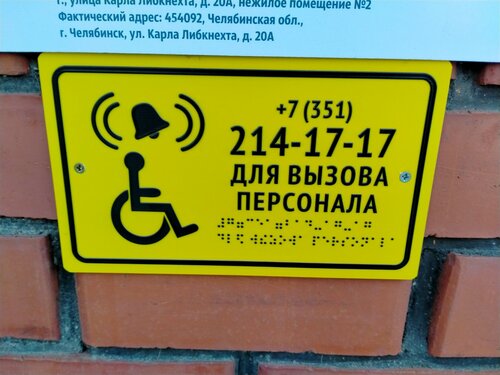 г., улица Карла Либкнехта, д. 20А, нежилое помещение №2
Фактический адрес: 454092, Челябинская обл.,
г. Челябинск, ул. Карла Либкнехта, д. 20А
+7 (351)
214-17-17
ДЛЯ ВЫЗОВА
ПЕРСОНАЛА